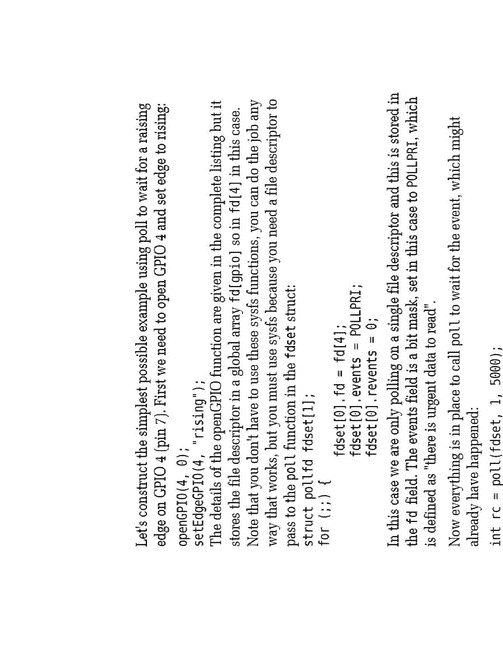 Let's construct the simplest possible example using poll to wait for a raising
edge on GPIO 4 (pin 7). First we need to open GPIO 4 and set edge to rising:
openGPIO(4, 0);
setEdgeGPIO(4, "rising");
The details of the openGPIO function are given in the complete listing but it
stores the file descriptor in a global array fd[gpio] so in fd[4] in this case.
Note that you don't have to use these sysfs functions, you can do the job any
way that works, but you must use sysfs because you need a file descriptor to
pass to the poll function in the fdset struct:
struct pollfd fdset[1];
for (;;) {
fdset[0].fd = fd[4];
fdset[0].events = POLLPRI;
fdset[0].revents = 0;
In this case we are only polling on a single file descriptor and this is stored in
the fd field. The events field is a bit mask, set in this case to POLLPRI, which
is defined as "there is urgent data to read".
Now everything is in place to call poll to wait for the event, which might
already have happened:
int rc = poll(fdset, 1, 5000);